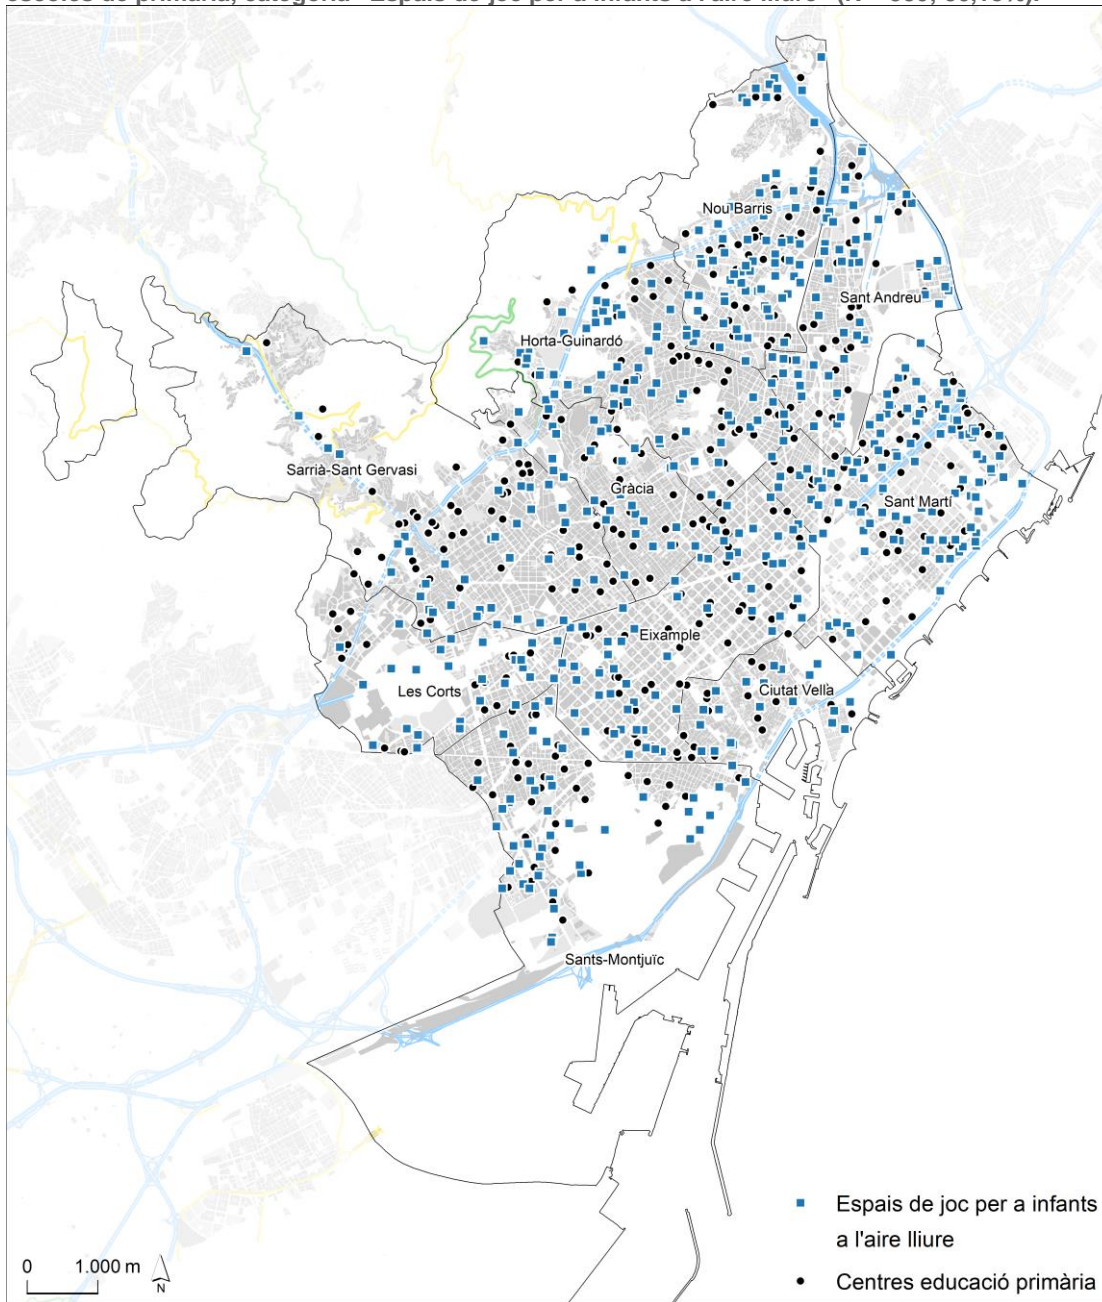 Nou Barris
Sant Andreu
Horta-Guinardó
Sarrià-Sant Gervasi
Gràcia
Sant Martí
Eixample
Les Corts
Ciutat Vella
Sants-Montjuïc
Espais de joc per a infants
a l'aire lliure
Centres educació primària
0 1.000 m
N